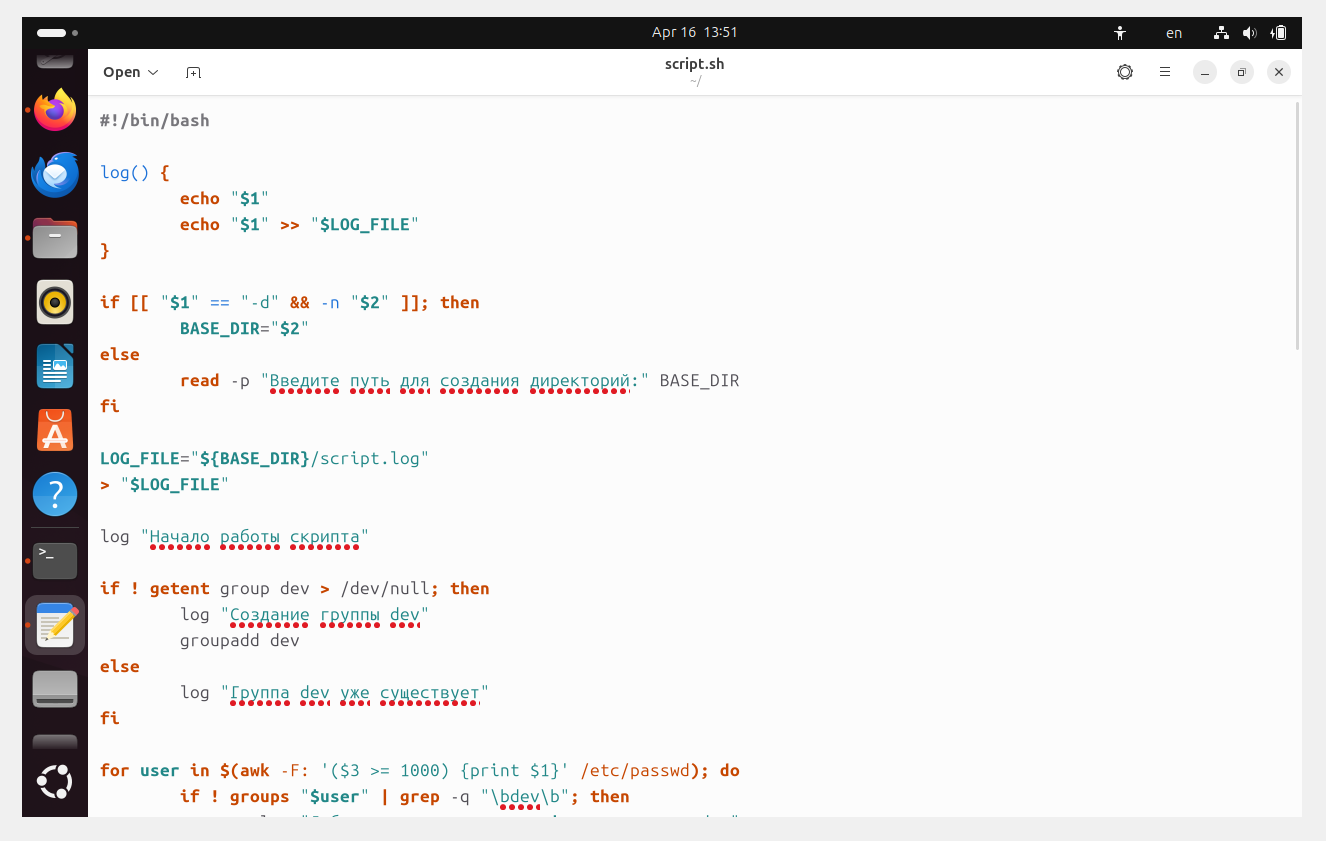 Apr 16 13:51
en
Open
script.sh
~/
#!/bin/bash
log() {
echo "$1"
echo "$1" >> "$LOG_FILE"
}
if [[ "$1" == "-d" && -n "$2" ]]; then
BASE_DIR="$2"
else
read -p "Введите путь для создания директорий:" BASE_DIR
fi
LOG_FILE="${BASE_DIR}/script.log"
> "$LOG_FILE"
log "Начало работы скрипта"
if ! getent group dev > /dev/null; then
log "Создание группы dev"
groupadd dev
else
log "Группа dev уже существует"
fi
for user in $(awk -F: '($3 >= 1000) {print $1}' /etc/passwd); do
if ! groups "$user" | grep -q "\bdev\b"; then